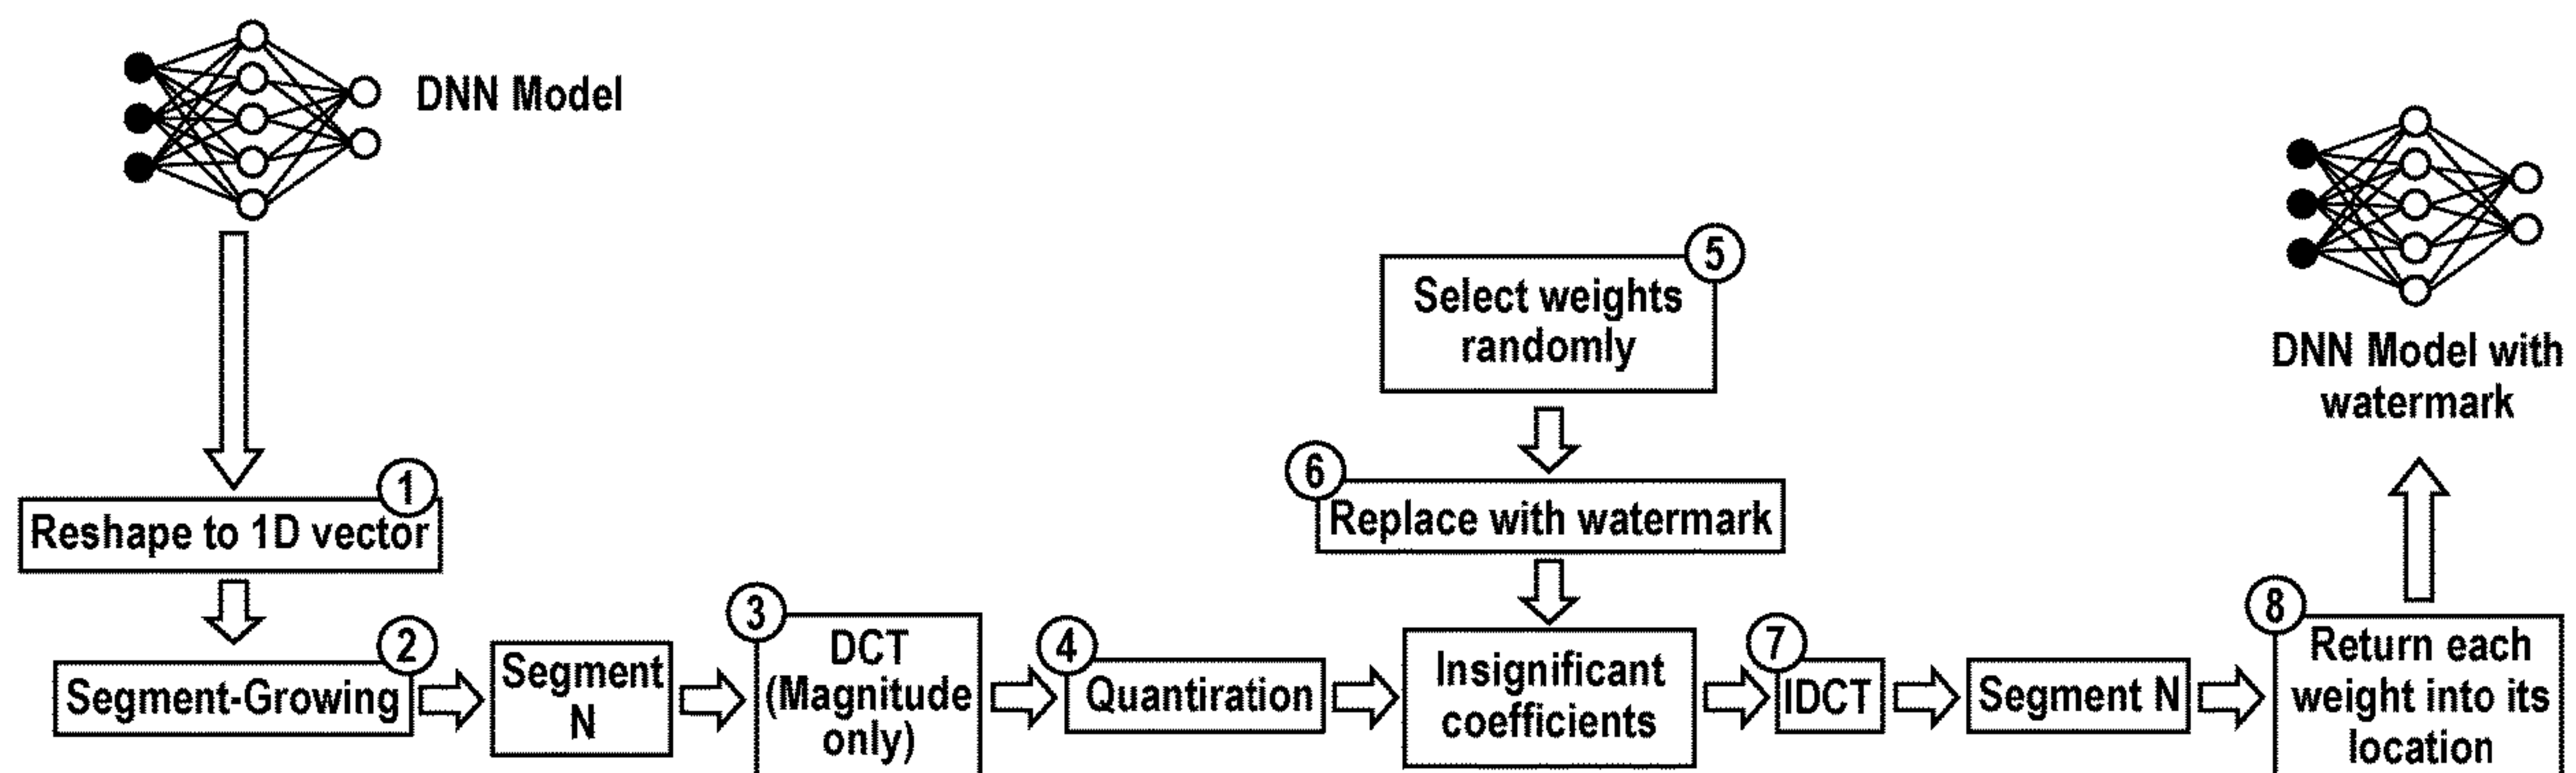 DNN Model
1
Reshape to 1D vector
2
Segment-Growing
Segment
N
3
DCT
(Magnitude
only)
4
Quantiration
5
Select weights
randomly
6
Replace with watermark
Insignificant
coefficients
7
IDCT
Segment N
8
Return each
weight into its
location
DNN Model with
watermark